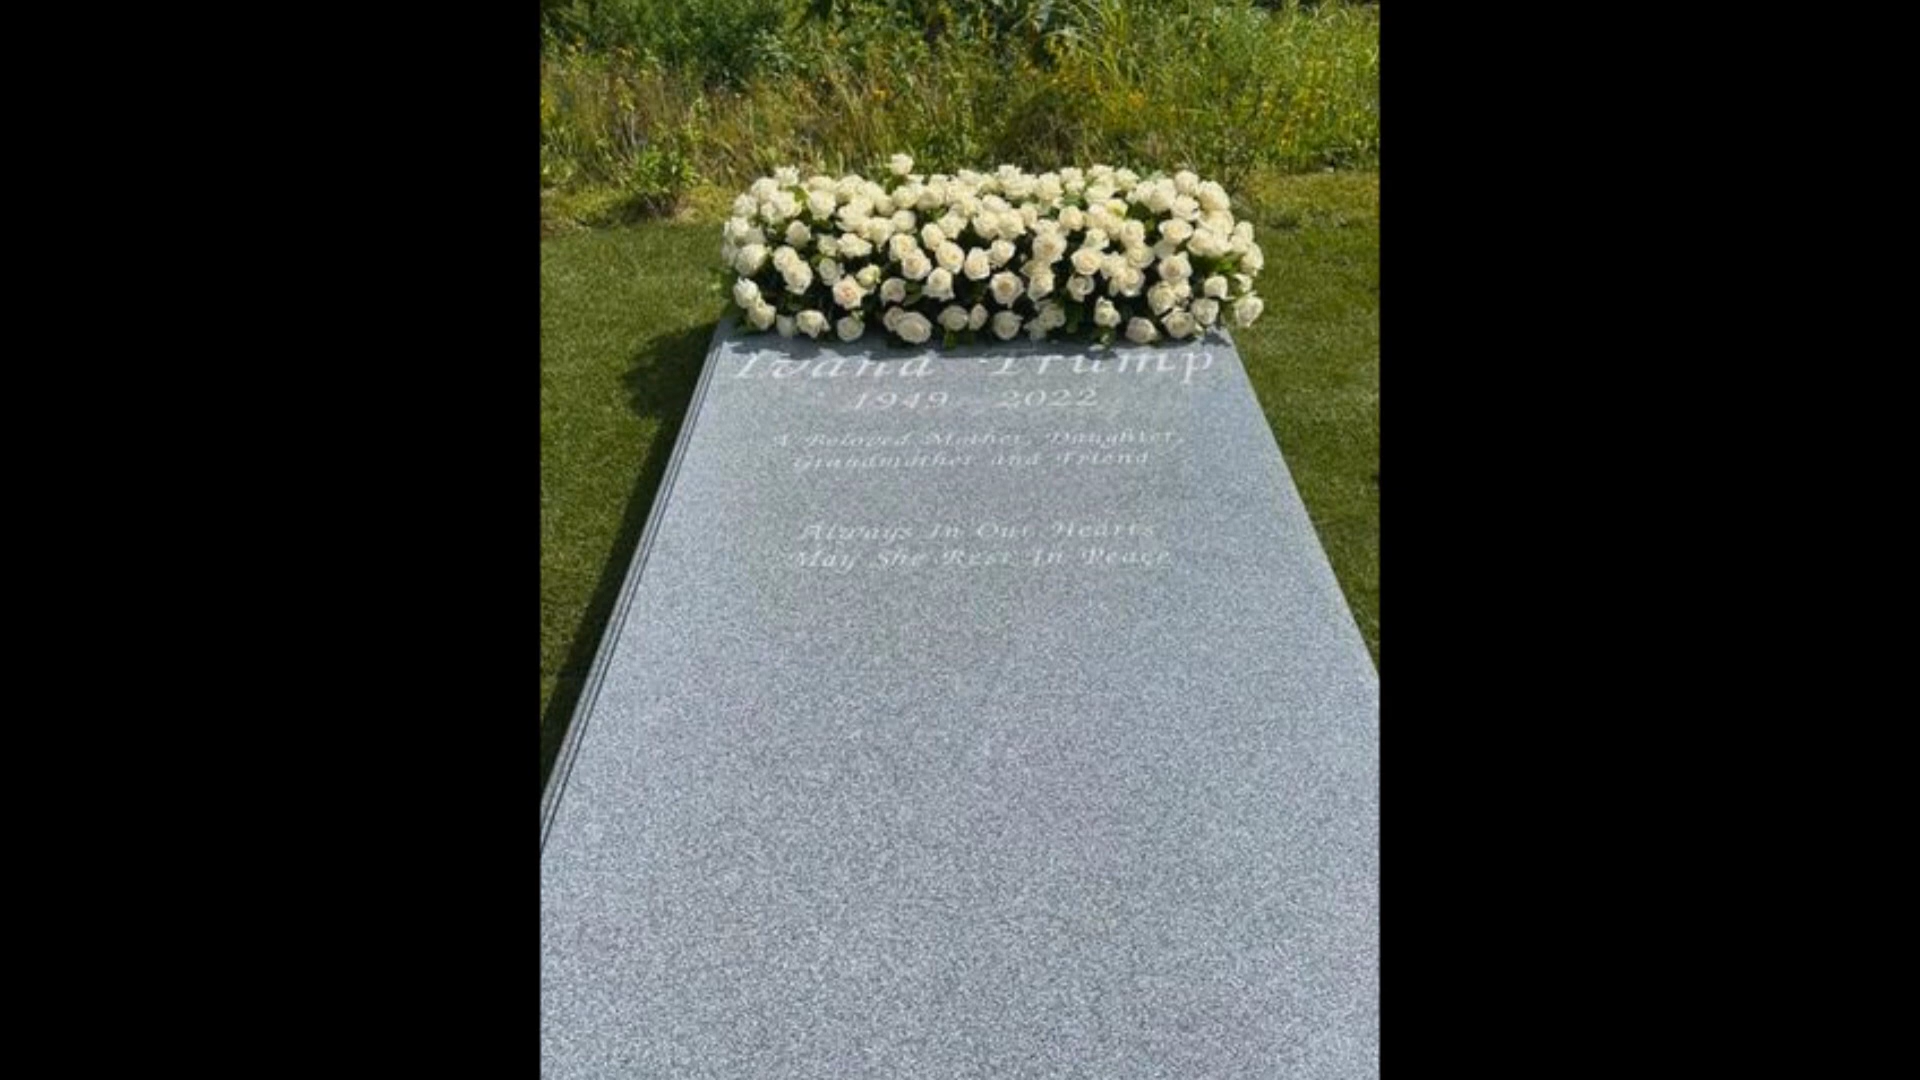 Ivana Trump
1949 - 2022
A Beloved Mother, Daughter,
Grandmother and Friend
Always In Our Hearts
May She Rest In Peace